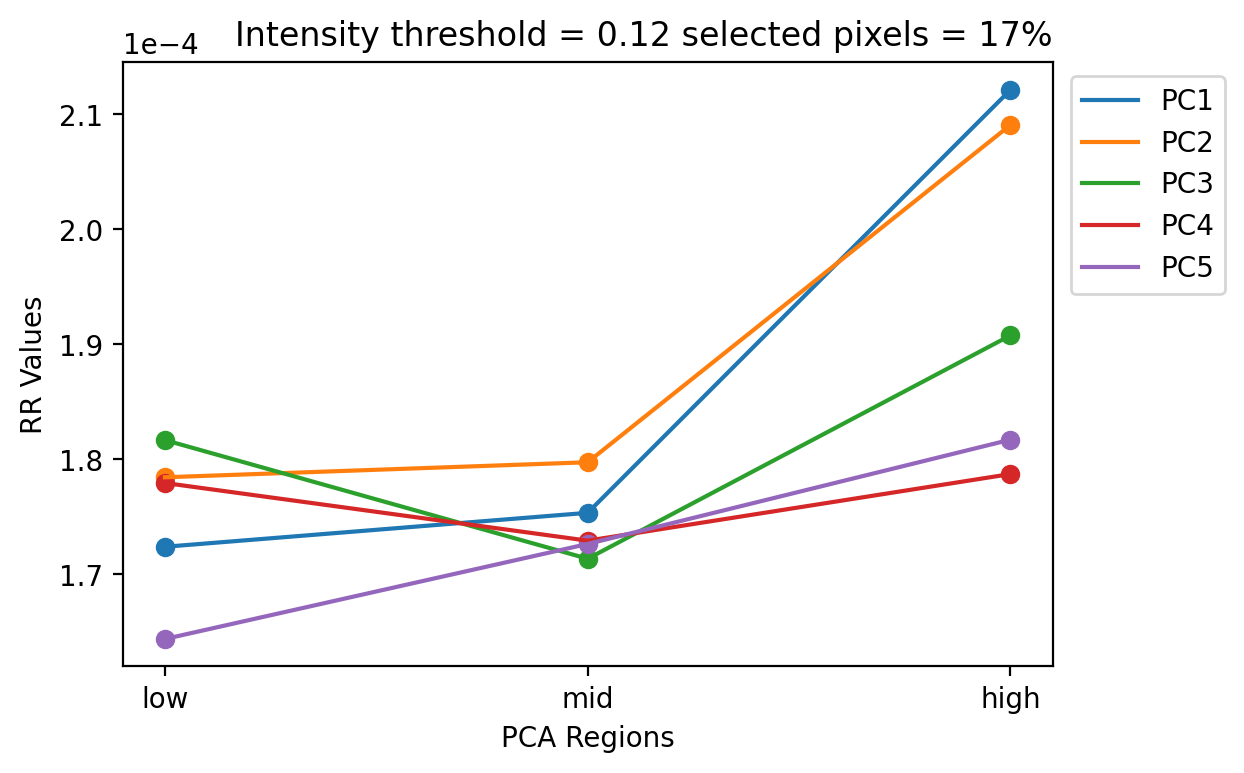 Intensity threshold = 0.12 selected pixels = 17%
1e−4
2.1
2.0
1.9
1.8
1.7
RR Values
low
mid
high
PCA Regions
PC1
PC2
PC3
PC4
PC5